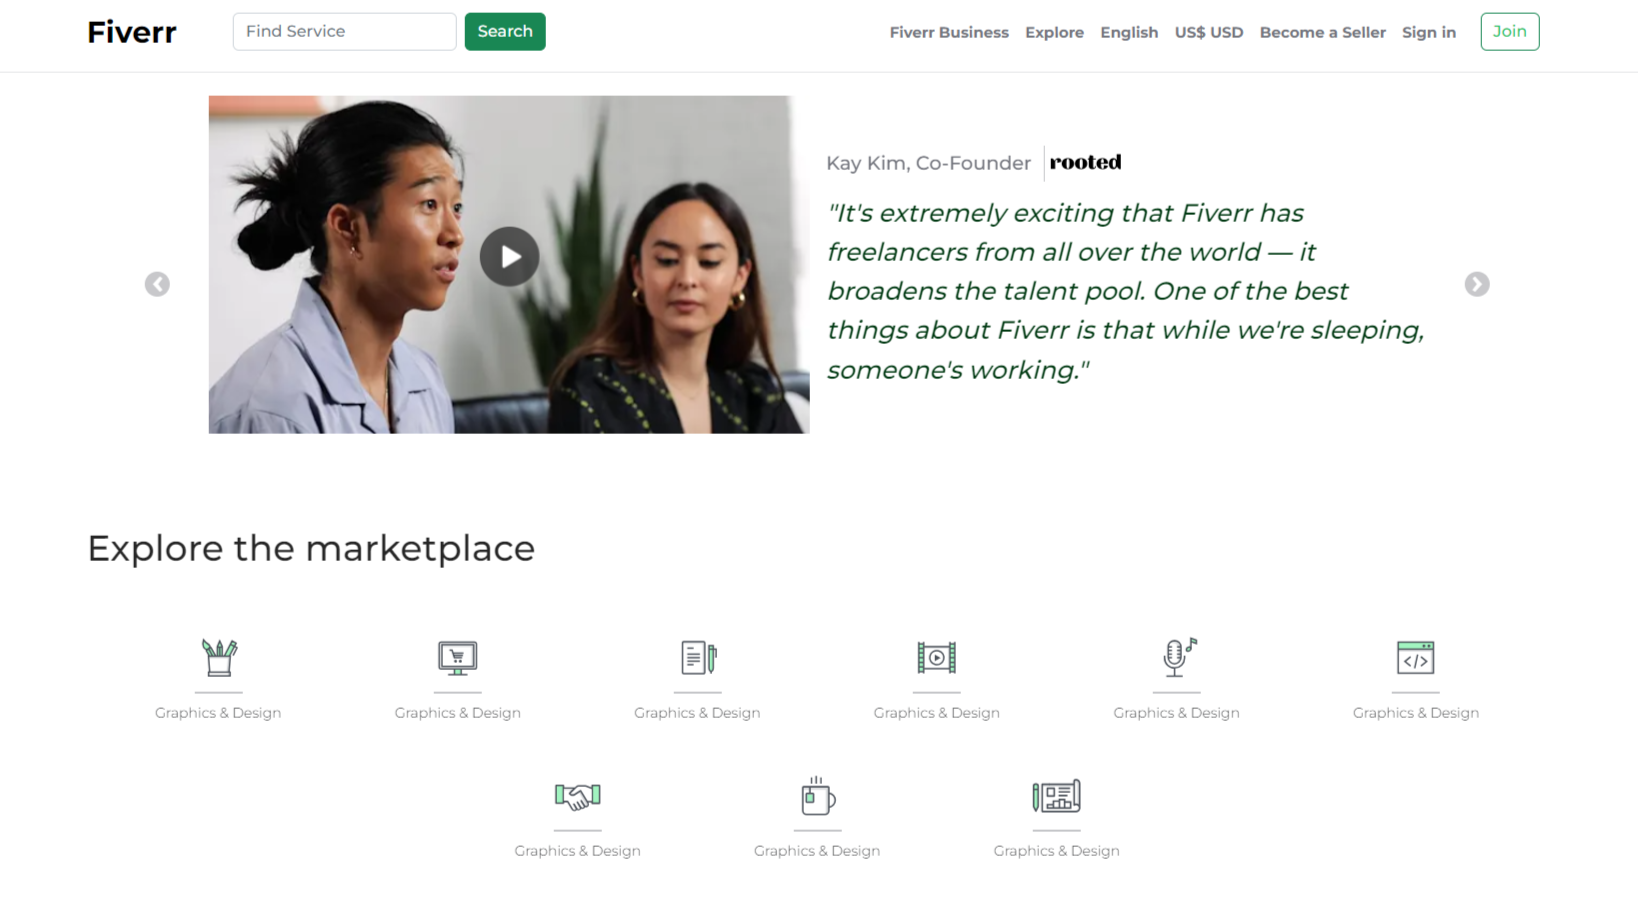 Fiverr
Find Service
Search
Fiverr Business
Explore
English
US$ USD
Become a Seller
Sign in
Join
Kay Kim, Co-Founder
rooted
"It's extremely exciting that Fiverr has
freelancers from all over the world — it
broadens the talent pool. One of the best
things about Fiverr is that while we're sleeping,
someone's working."
Explore the marketplace
Graphics & Design
Graphics & Design
Graphics & Design
Graphics & Design
Graphics & Design
Graphics & Design
Graphics & Design
Graphics & Design
Graphics & Design